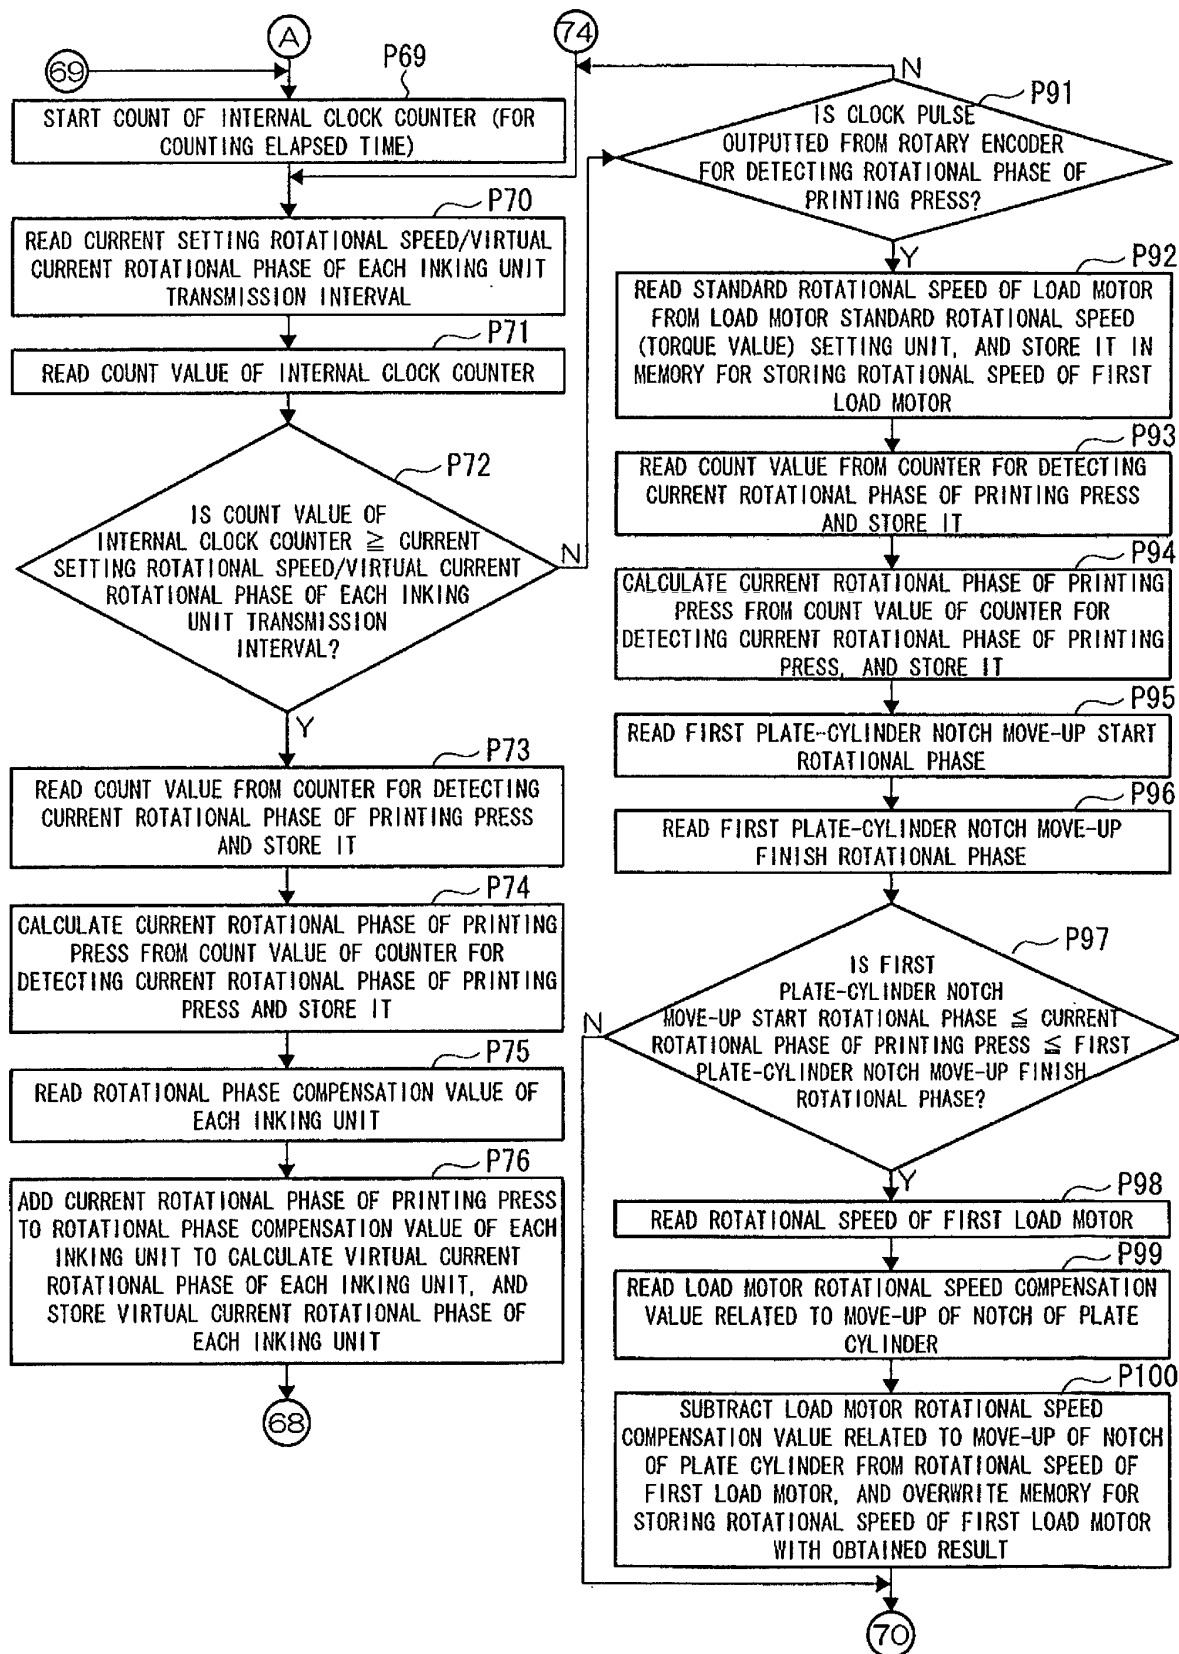 A
69
P69
START COUNT OF INTERNAL CLOCK COUNTER (FOR
COUNTING ELAPSED TIME)
P70
READ CURRENT SETTING ROTATIONAL SPEED/VIRTUAL
CURRENT ROTATIONAL PHASE OF EACH INKING UNIT
TRANSMISSION INTERVAL
P71
READ COUNT VALUE OF INTERNAL CLOCK COUNTER
P72
IS COUNT VALUE OF
INTERNAL CLOCK COUNTER ≧ CURRENT
SETTING ROTATIONAL SPEED/VIRTUAL CURRENT
ROTATIONAL PHASE OF EACH INKING
UNIT TRANSMISSION
INTERVAL?
N
Y
P73
READ COUNT VALUE FROM COUNTER FOR DETECTING
CURRENT ROTATIONAL PHASE OF PRINTING PRESS
AND STORE IT
P74
CALCULATE CURRENT ROTATIONAL PHASE OF PRINTING
PRESS FROM COUNT VALUE OF COUNTER FOR
DETECTING CURRENT ROTATIONAL PHASE OF PRINTING
PRESS AND STORE IT
P75
READ ROTATIONAL PHASE COMPENSATION VALUE OF
EACH INKING UNIT
P76
ADD CURRENT ROTATIONAL PHASE OF PRINTING PRESS
TO ROTATIONAL PHASE COMPENSATION VALUE OF EACH
INKING UNIT TO CALCULATE VIRTUAL CURRENT
ROTATIONAL PHASE OF EACH INKING UNIT, AND
STORE VIRTUAL CURRENT ROTATIONAL PHASE OF
EACH INKING UNIT
68
74
N
P91
IS CLOCK PULSE
OUTPUTTED FROM ROTARY ENCODER
FOR DETECTING ROTATIONAL PHASE OF
PRINTING PRESS?
Y
P92
READ STANDARD ROTATIONAL SPEED OF LOAD MOTOR
FROM LOAD MOTOR STANDARD ROTATIONAL SPEED
(TORQUE VALUE) SETTING UNIT, AND STORE IT IN
MEMORY FOR STORING ROTATIONAL SPEED OF FIRST
LOAD MOTOR
P93
READ COUNT VALUE FROM COUNTER FOR DETECTING
CURRENT ROTATIONAL PHASE OF PRINTING PRESS
AND STORE IT
P94
CALCULATE CURRENT ROTATIONAL PHASE OF PRINTING
PRESS FROM COUNT VALUE OF COUNTER FOR
DETECTING CURRENT ROTATIONAL PHASE OF PRINTING
PRESS, AND STORE IT
P95
READ FIRST PLATE-CYLINDER NOTCH MOVE-UP START
ROTATIONAL PHASE
P96
READ FIRST PLATE-CYLINDER NOTCH MOVE-UP
FINISH ROTATIONAL PHASE
P97
IS FIRST
PLATE-CYLINDER NOTCH
MOVE-UP START ROTATIONAL PHASE ≦ CURRENT
ROTATIONAL PHASE OF PRINTING PRESS ≦ FIRST
PLATE-CYLINDER NOTCH MOVE-UP FINISH
ROTATIONAL PHASE?
N
Y
P98
READ ROTATIONAL SPEED OF FIRST LOAD MOTOR
P99
READ LOAD MOTOR ROTATIONAL SPEED COMPENSATION
VALUE RELATED TO MOVE-UP OF NOTCH OF PLATE
CYLINDER
P100
SUBTRACT LOAD MOTOR ROTATIONAL SPEED
COMPENSATION VALUE RELATED TO MOVE-UP OF NOTCH
OF PLATE CYLINDER FROM ROTATIONAL SPEED OF
FIRST LOAD MOTOR, AND OVERWRITE MEMORY FOR
STORING ROTATIONAL SPEED OF FIRST LOAD MOTOR
WITH OBTAINED RESULT
70